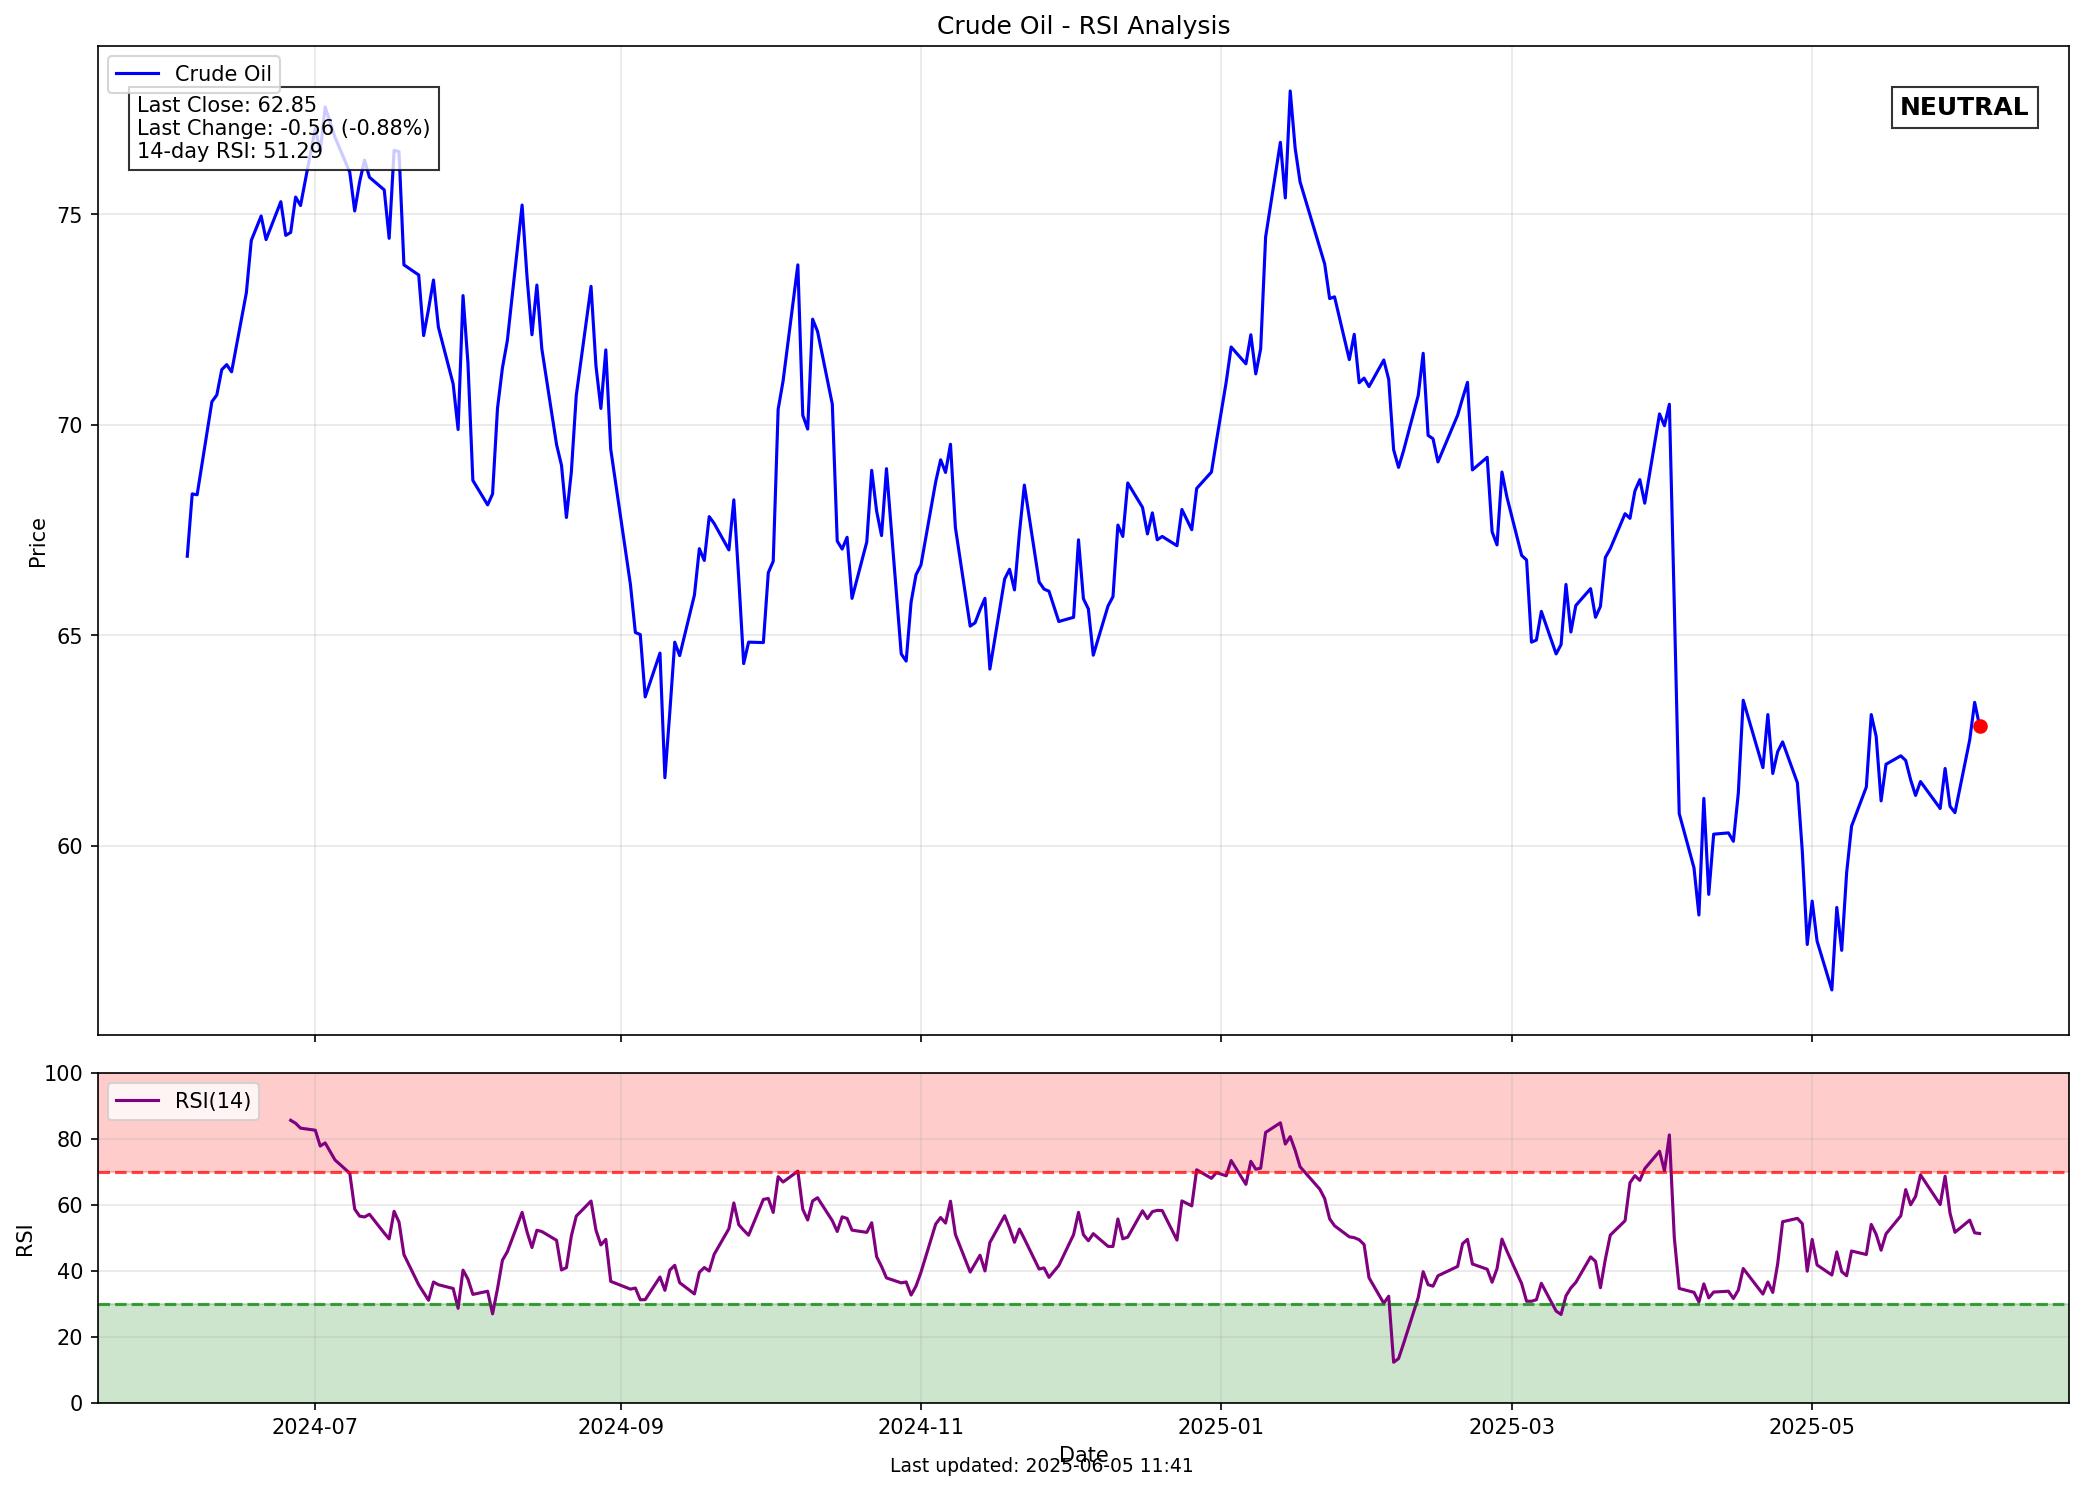 Crude Oil - RSI Analysis
Crude Oil
Last Close: 62.85
Last Change: -0.56 (-0.88%)
14-day RSI: 51.29
NEUTRAL
75
70
65
60
Price
100
80
60
40
20
0
RSI
RSI(14)
2024-07
2024-09
2024-11
2025-01
2025-03
2025-05
Date
Last updated: 2025-06-05 11:41